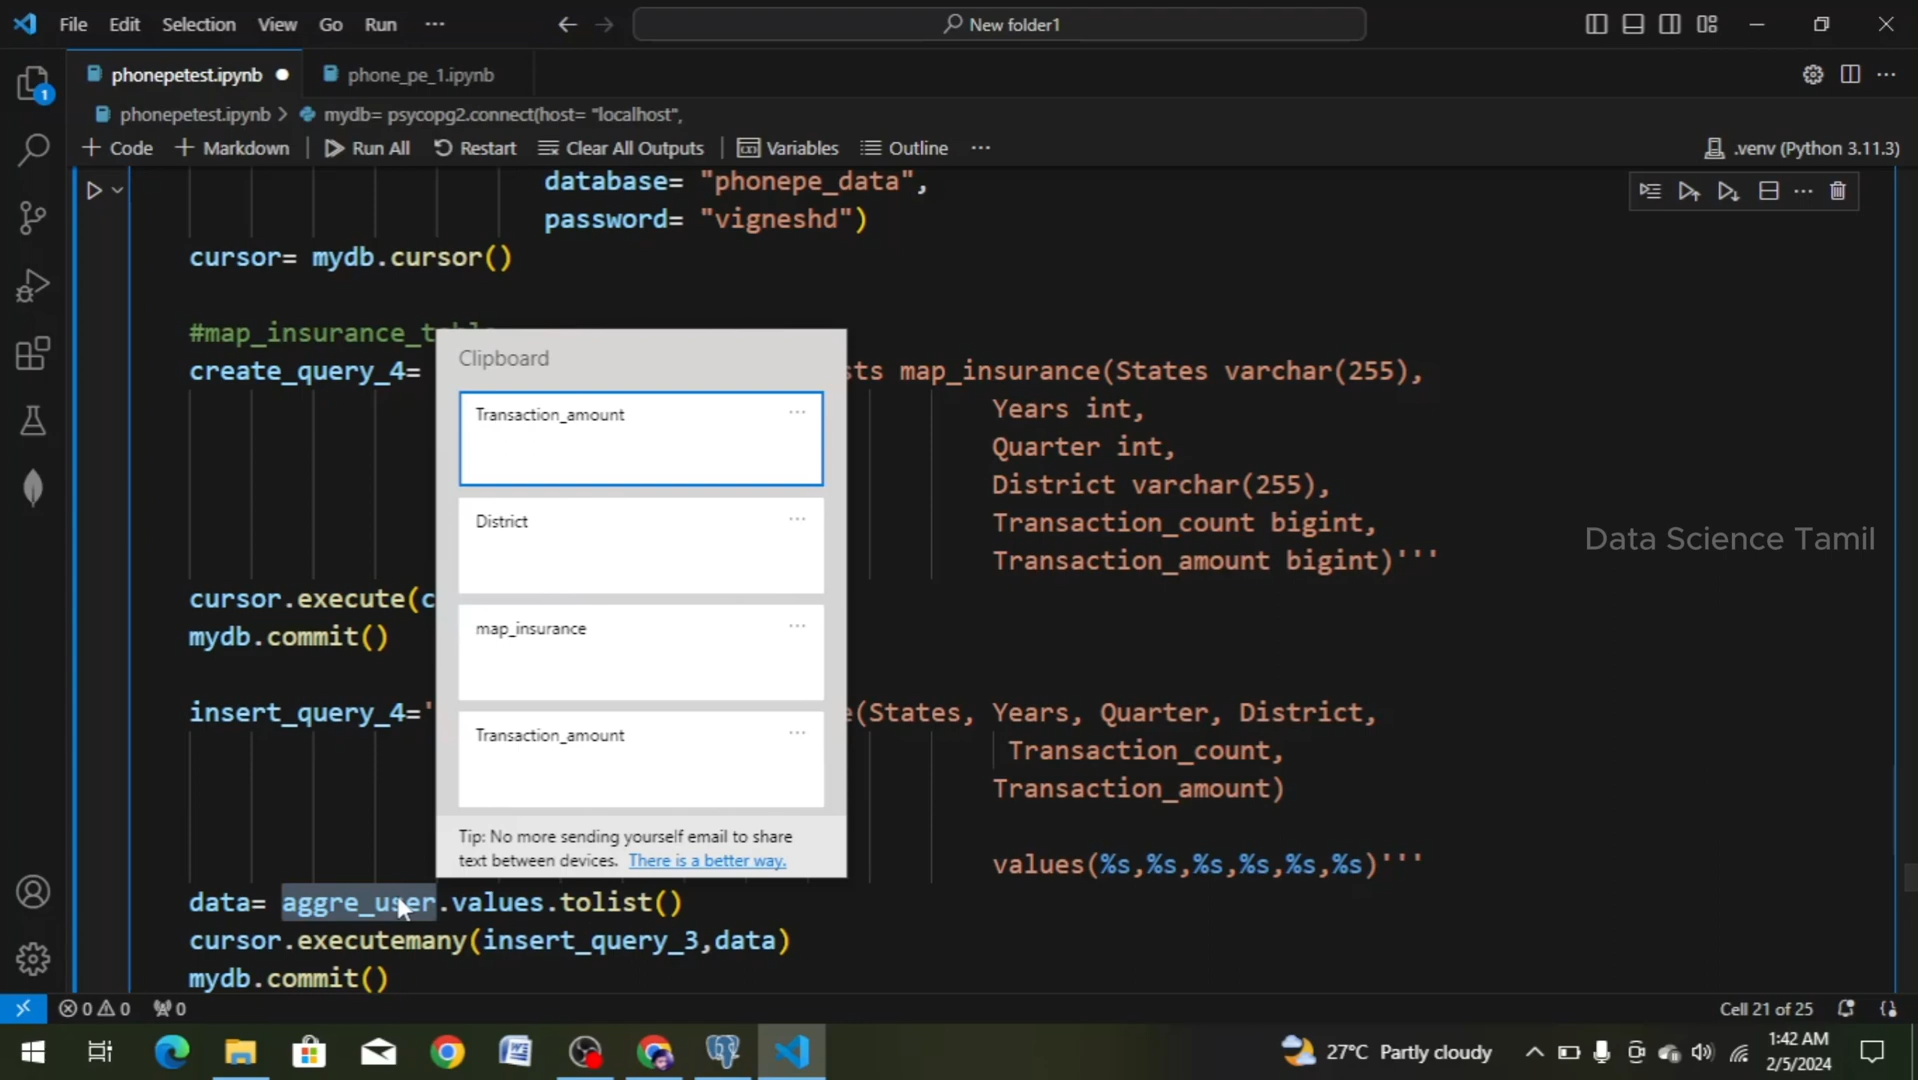 File Edit Selection View Go Run ···
New folder1
phonepetest.ipynb
phone_pe_1.ipynb
phonepetest.ipynb > mydb= psycopg2.connect(host= "localhost",
+ Code + Markdown Run All Restart Clear All Outputs Variables Outline ···
.venv (Python 3.11.3)
database= "phonepe_data",
password= "vigneshd")
cursor= mydb.cursor()
#map_insurance_table
create_query_4= sts map_insurance(States varchar(255),
Years int,
Quarter int,
District varchar(255),
Transaction_count bigint,
Transaction_amount bigint)'''
cursor.execute(c
mydb.commit()
insert_query_4=' e(States, Years, Quarter, District,
Transaction_count,
Transaction_amount)
values(%s,%s,%s,%s,%s,%s)'''
data= aggre_user.values.tolist()
cursor.executemany(insert_query_3,data)
mydb.commit()
Clipboard
Transaction_amount
District
map_insurance
Transaction_amount
Tip: No more sending yourself email to share
text between devices. There is a better way.
Data Science Tamil
1
0 0 0
Cell 21 of 25
27°C Partly cloudy
1:42 AM
2/5/2024